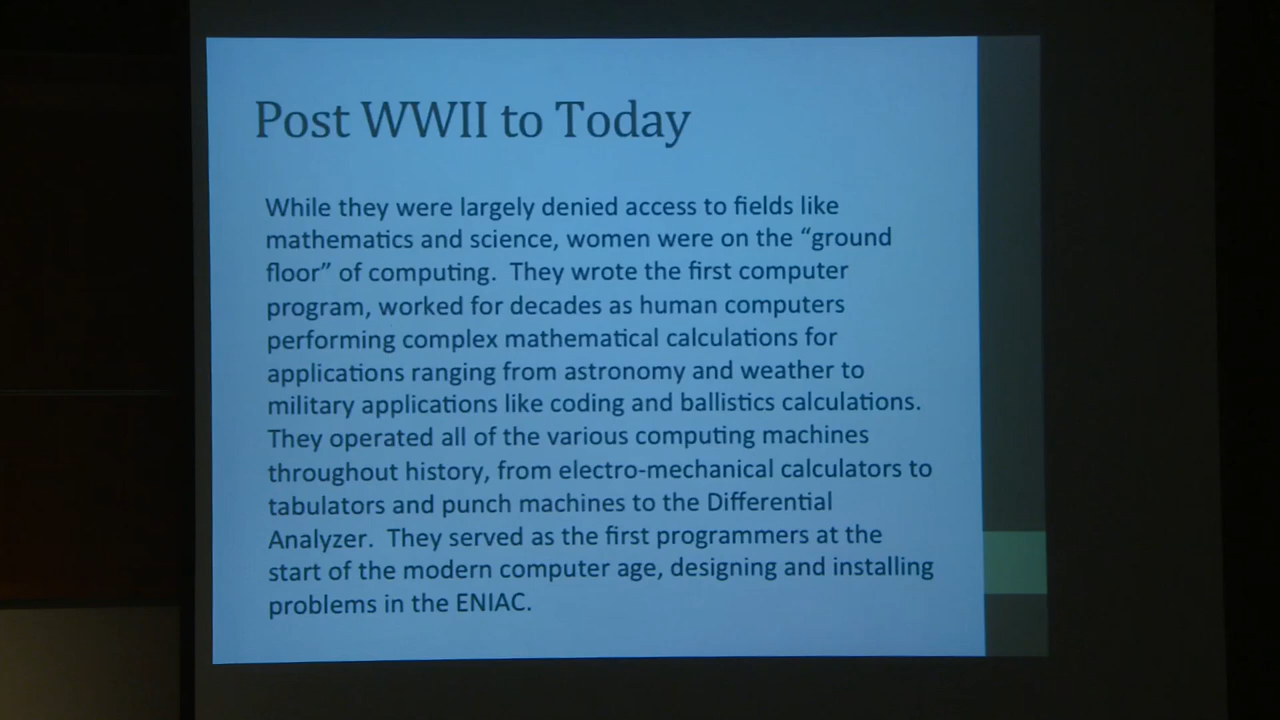 Post WWII to Today
While they were largely denied access to fields like
mathematics and science, women were on the “ground
floor” of computing.  They wrote the first computer
program, worked for decades as human computers
performing complex mathematical calculations for
applications ranging from astronomy and weather to
military applications like coding and ballistics calculations.
They operated all of the various computing machines
throughout history, from electro-mechanical calculators to
tabulators and punch machines to the Differential
Analyzer.  They served as the first programmers at the
start of the modern computer age, designing and installing
problems in the ENIAC.